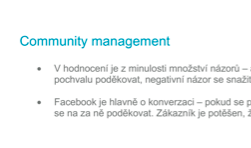 Community management
• V hodnocení je z minulosti množství názorů –
pochvalu poděkovat, negativní názor se snažit
• Facebook je hlavně o konverzaci – pokud se p
se na za ně poděkovat. Zákazník je potěšen, ž